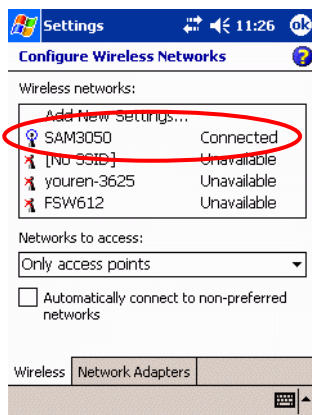 Settings 11:26 ok
Configure Wireless Networks ?
Wireless networks:
Add New Settings...
SAM3050 Connected
[No SSID] Unavailable
youren-3625 Unavailable
FSW612 Unavailable
Networks to access:
Only access points
Automatically connect to non-preferred
networks
Wireless Network Adapters